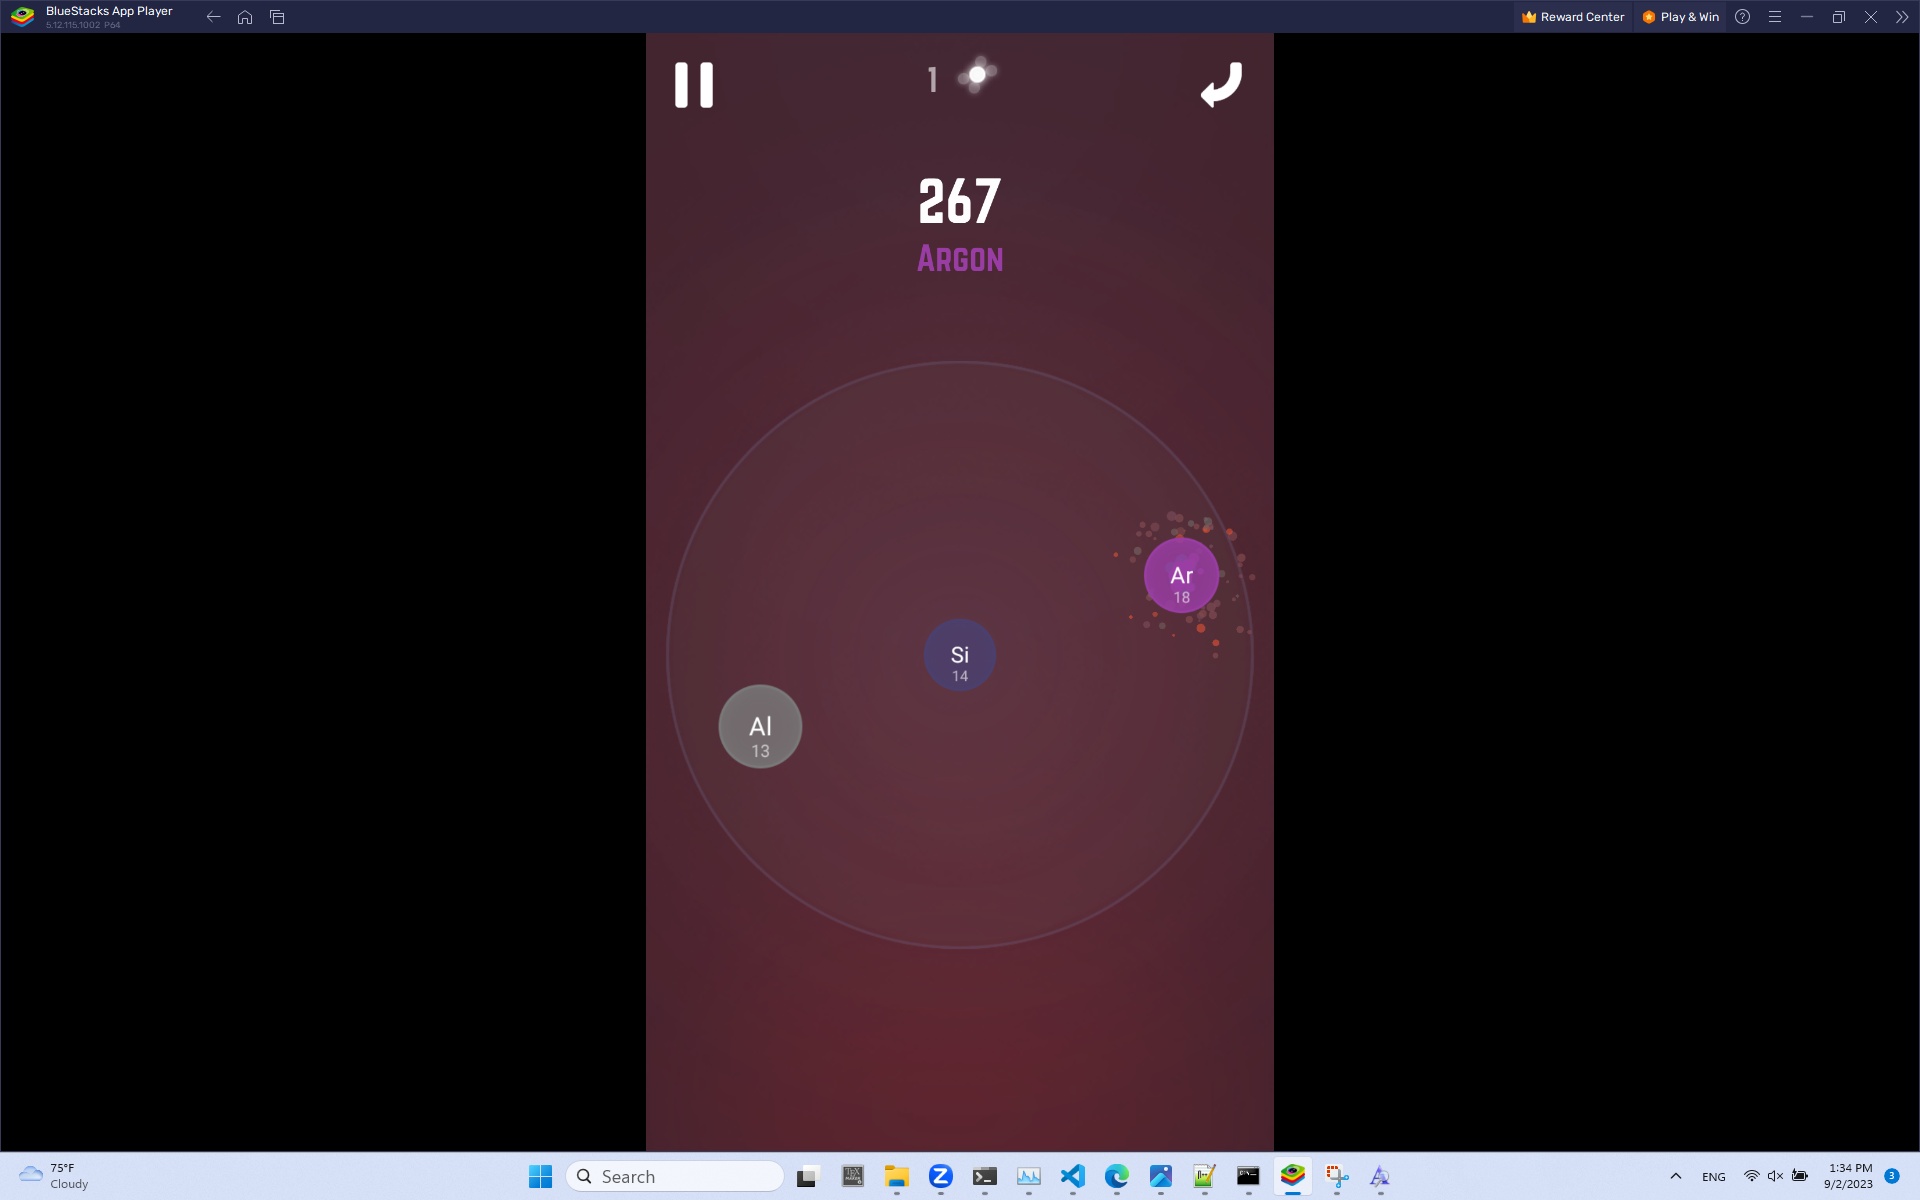 BlueStacks App Player
5.12.115.1002 P64
Reward Center
Play & Win
1
267
Argon
Ar
18
Si
14
Al
13
75°F
Cloudy
Search
ENG
1:34 PM
9/2/2023
3